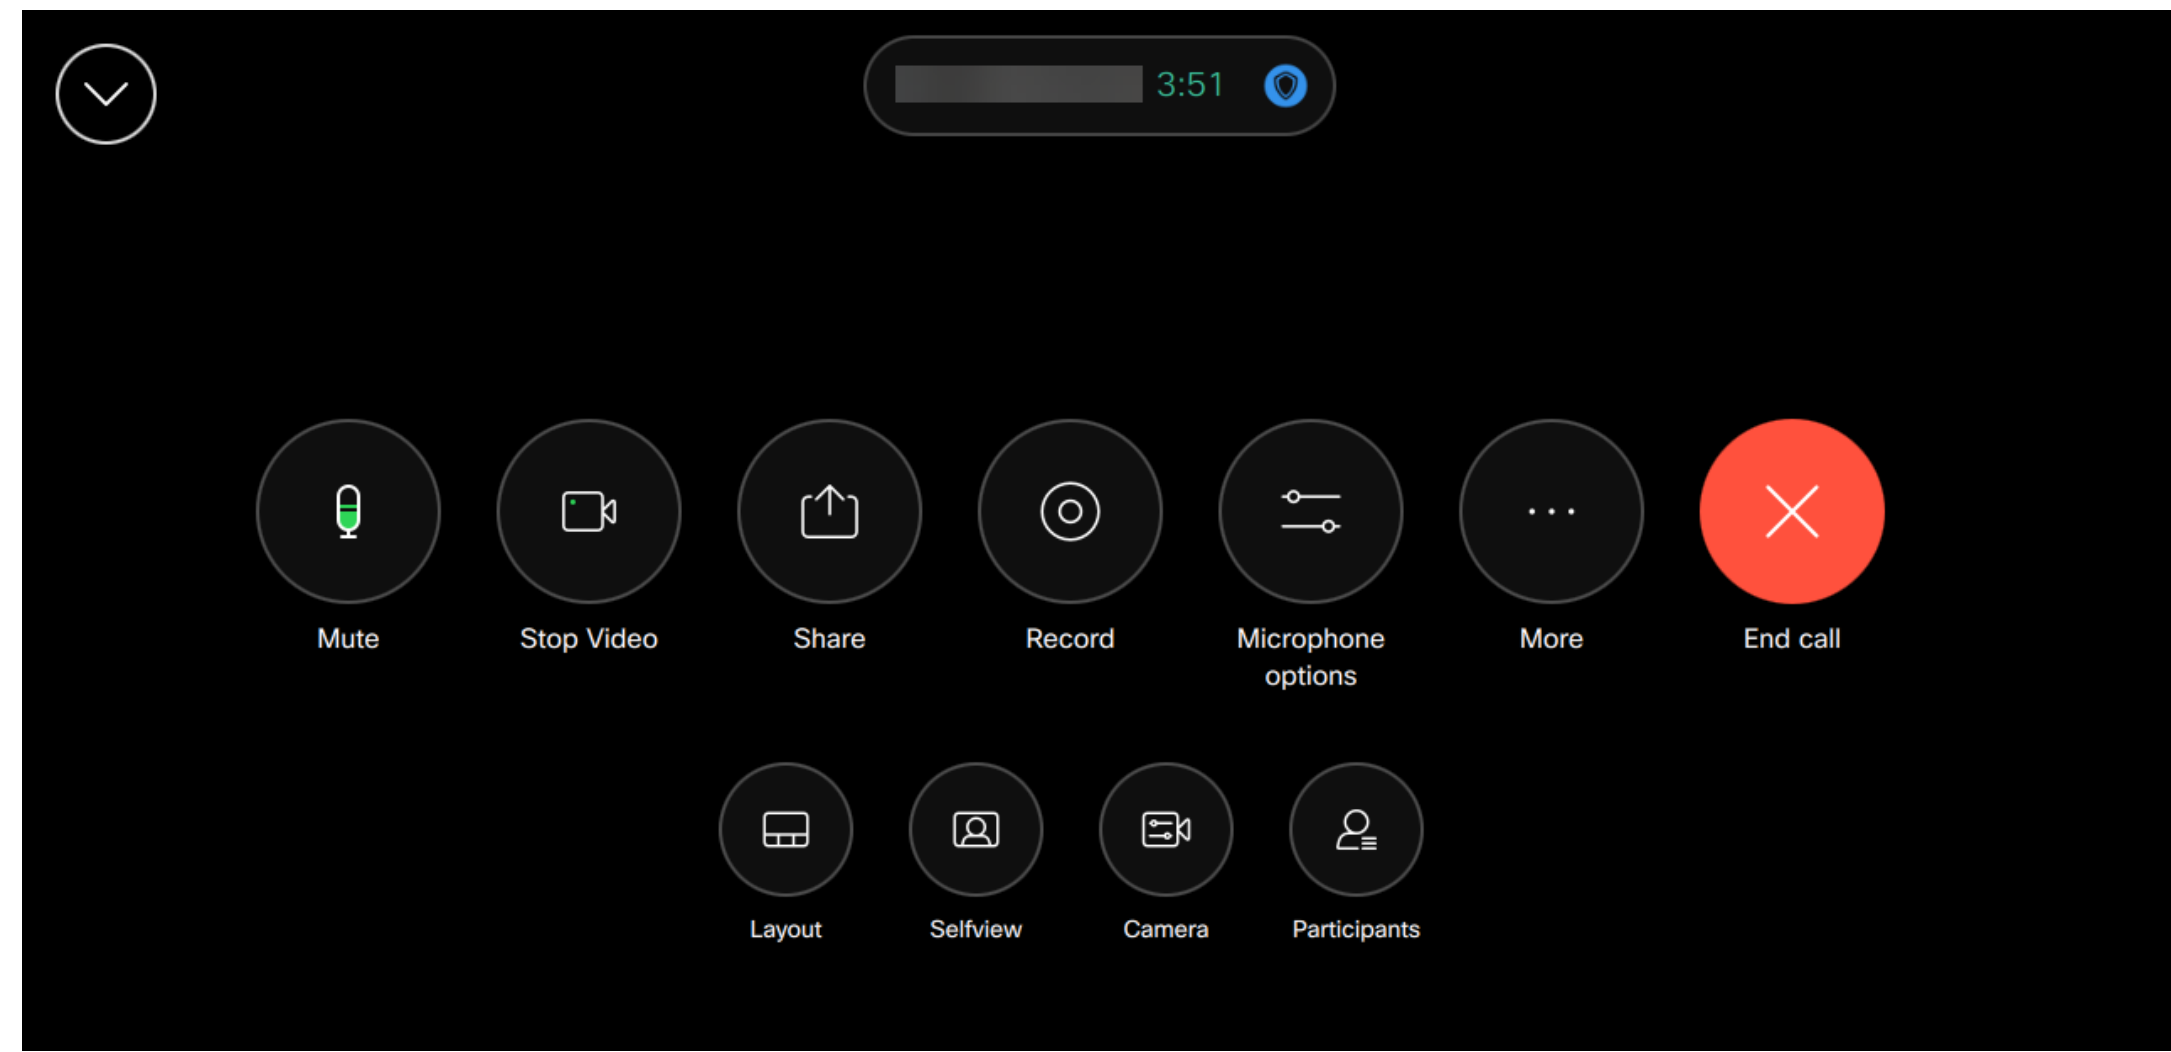 3:51
Mute
Stop Video
Share
Record
Microphone
options
More
End call
Layout
Selfview
Camera
Participants